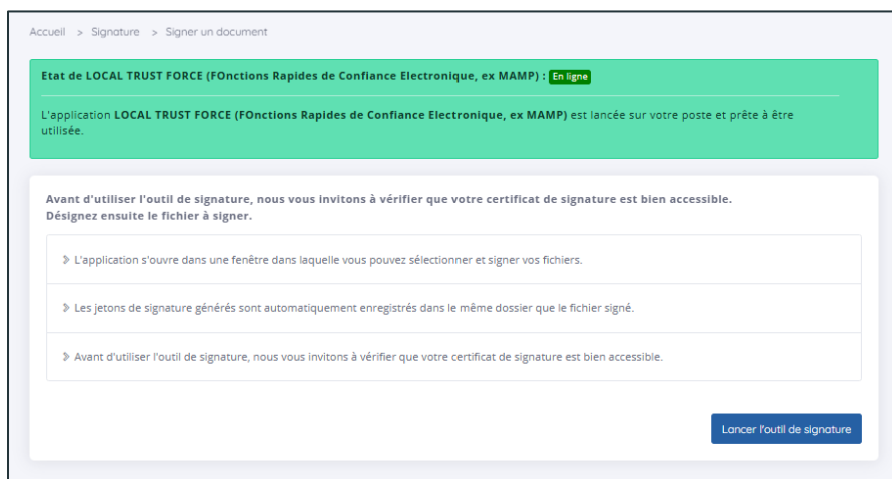 Accueil > Signature > Signer un document
Etat de LOCAL TRUST FORCE (FOnctions Rapides de Confiance Electronique, ex MAMP) : En ligne
L'application LOCAL TRUST FORCE (FOnctions Rapides de Confiance Electronique, ex MAMP) est lancée sur votre poste et prête à être
utilisée.
Avant d'utiliser l'outil de signature, nous vous invitons à vérifier que votre certificat de signature est bien accessible.
Désignez ensuite le fichier à signer.
L'application s'ouvre dans une fenêtre dans laquelle vous pouvez sélectionner et signer vos fichiers.
Les jetons de signature générés sont automatiquement enregistrés dans le même dossier que le fichier signé.
Avant d'utiliser l'outil de signature, nous vous invitons à vérifier que votre certificat de signature est bien accessible.
Lancer l'outil de signature